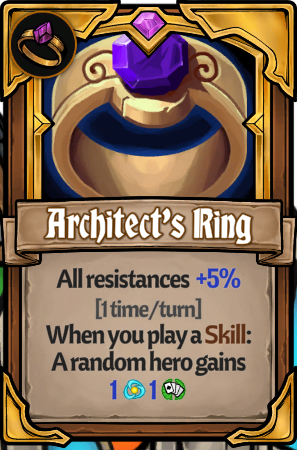 Architect's Ring
All resistances +5%
[1 time/turn]
When you play a Skill:
A random hero gains
1 1